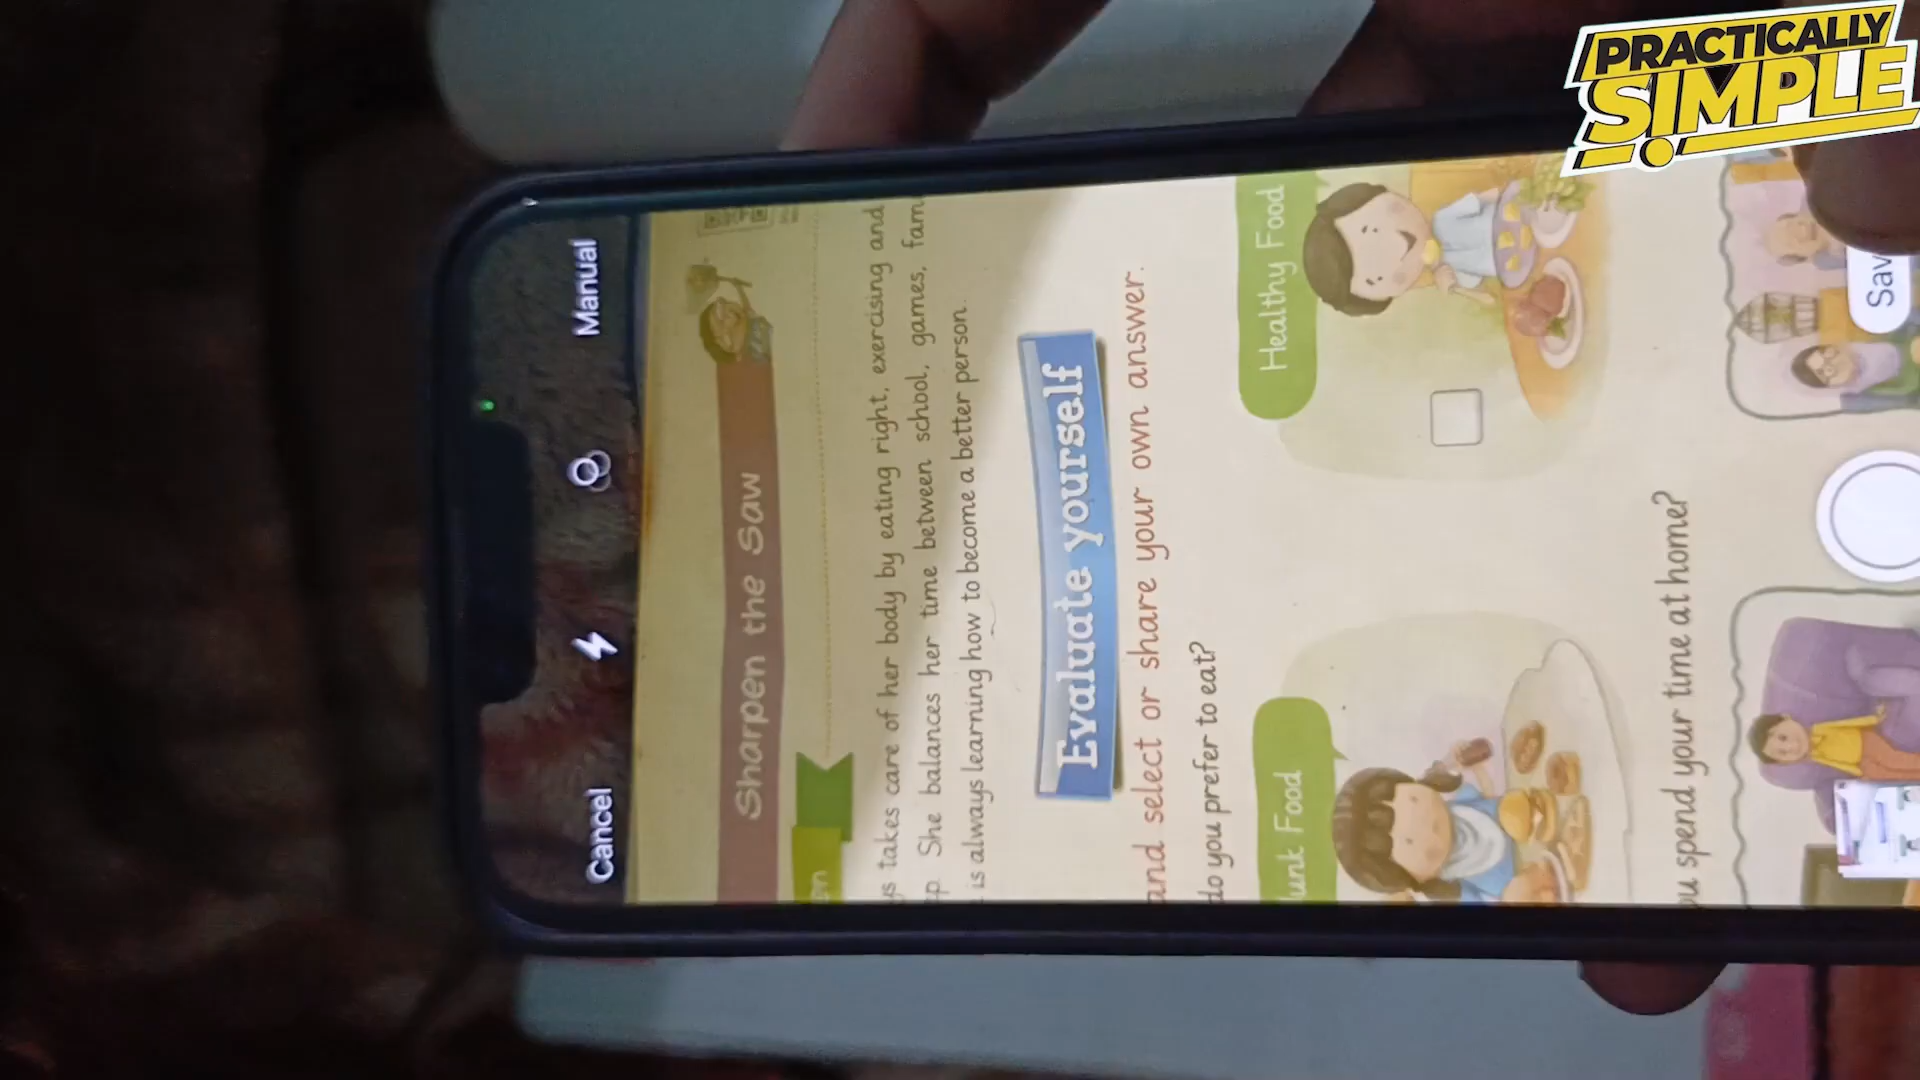 PRACTICALLY
SIMPLE
Cancel
Manual
Sharpen the Saw
takes care of her body by eating right, exercising and
She balances her time between school, games,
is always learning how to become a better person.
Evaluate yourself
and select or share your own answer.
do you prefer to eat?
Food
Healthy Food
spend your time at home?